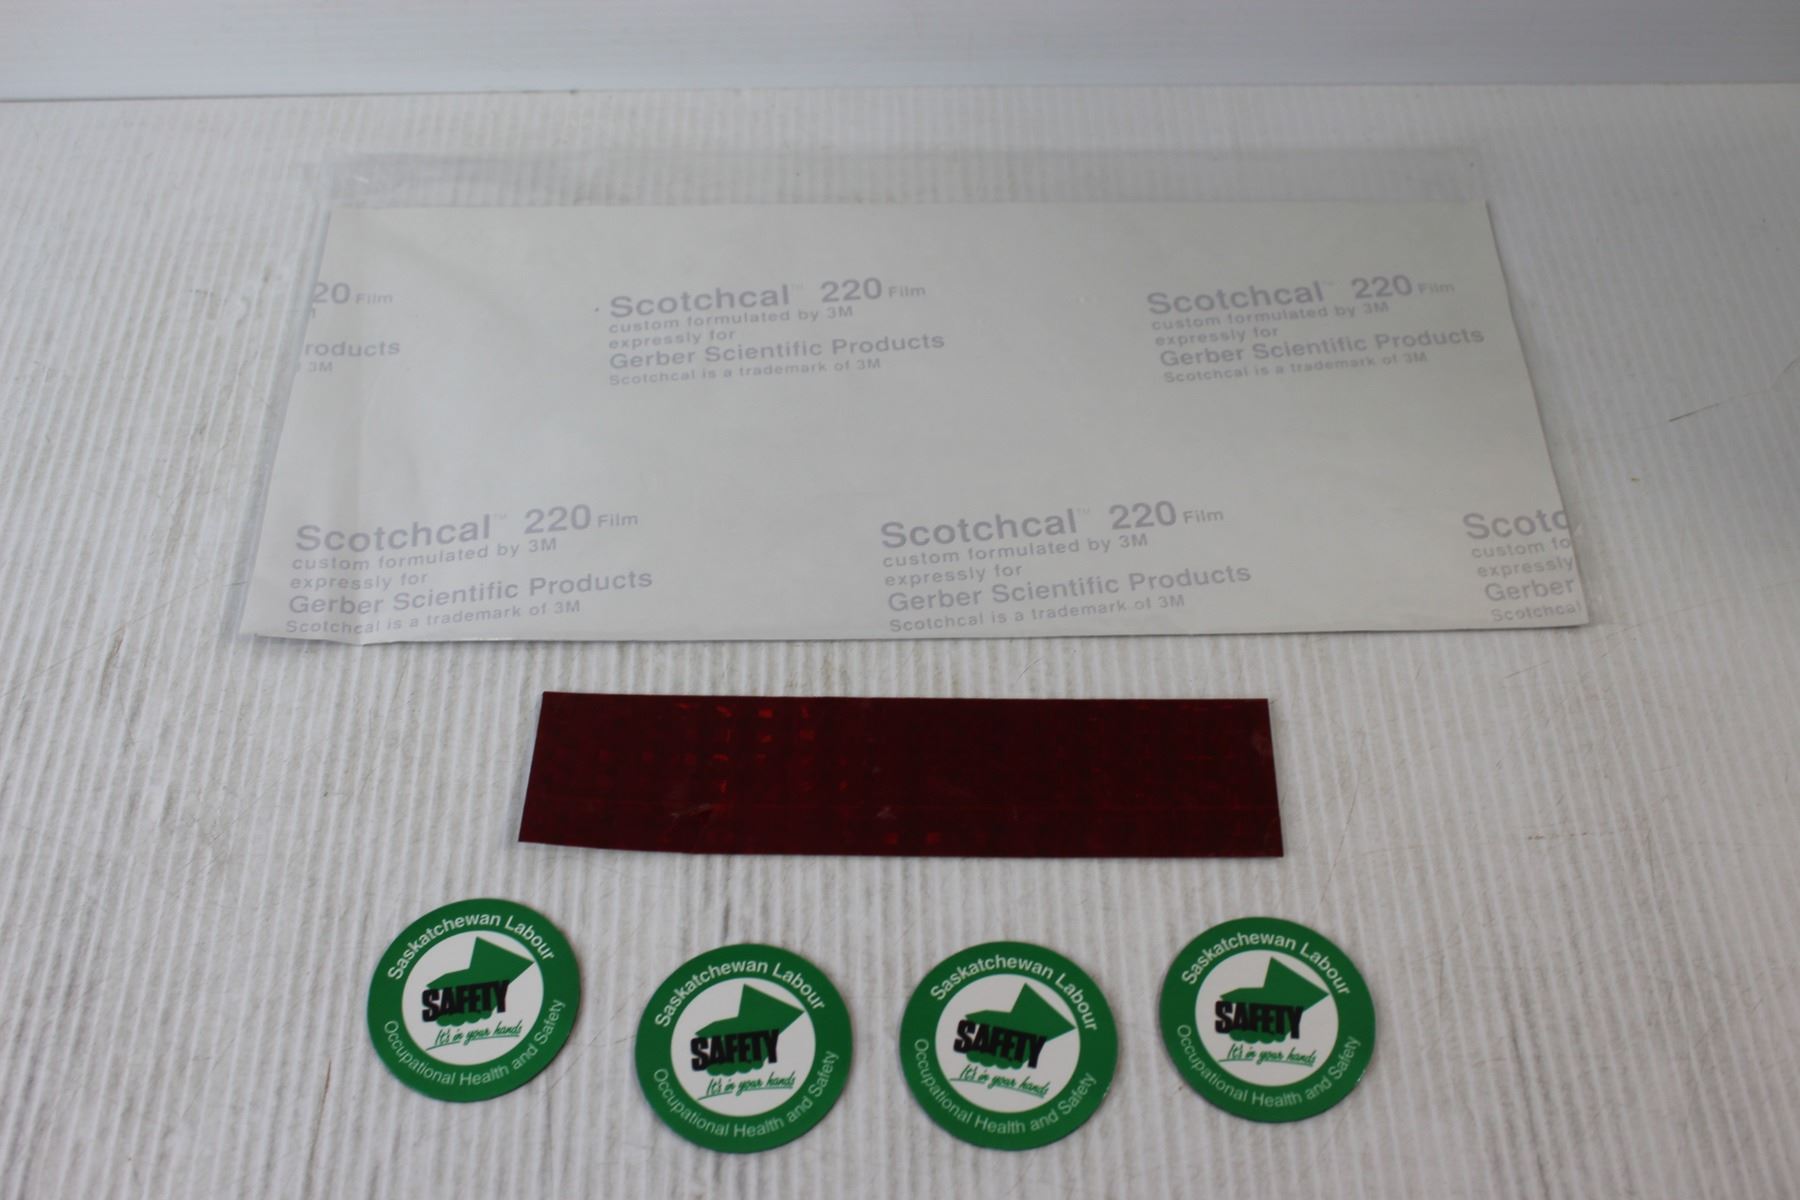 20 Film
roducts
3M
Scotchcal™ 220 Film
custom formulated by 3M
expressly for
Gerber Scientific Products
Scotchcal is a trademark of 3M
Scotchcal™ 220 Film
custom formulated by 3M
expressly for
Gerber Scientific Products
Scotchcal is a trademark of 3M
Scotchcal™ 220 Film
custom formulated by 3M
expressly for
Gerber Scientific Products
Scotchcal is a trademark of 3M
Scotchcal™ 220 Film
custom formulated by 3M
expressly for
Gerber Scientific Products
Scotchcal is a trademark of 3M
Scotc
custom fo
expressly
Gerber
Scotchcal
Saskatchewan Labour
SAFETY
It's in your hands
Occupational Health and Safety
Saskatchewan Labour
SAFETY
It's in your hands
Occupational Health and Safety
Saskatchewan Labour
SAFETY
It's in your hands
Occupational Health and Safety
Saskatchewan Labour
SAFETY
It's in your hands
Occupational Health and Safety